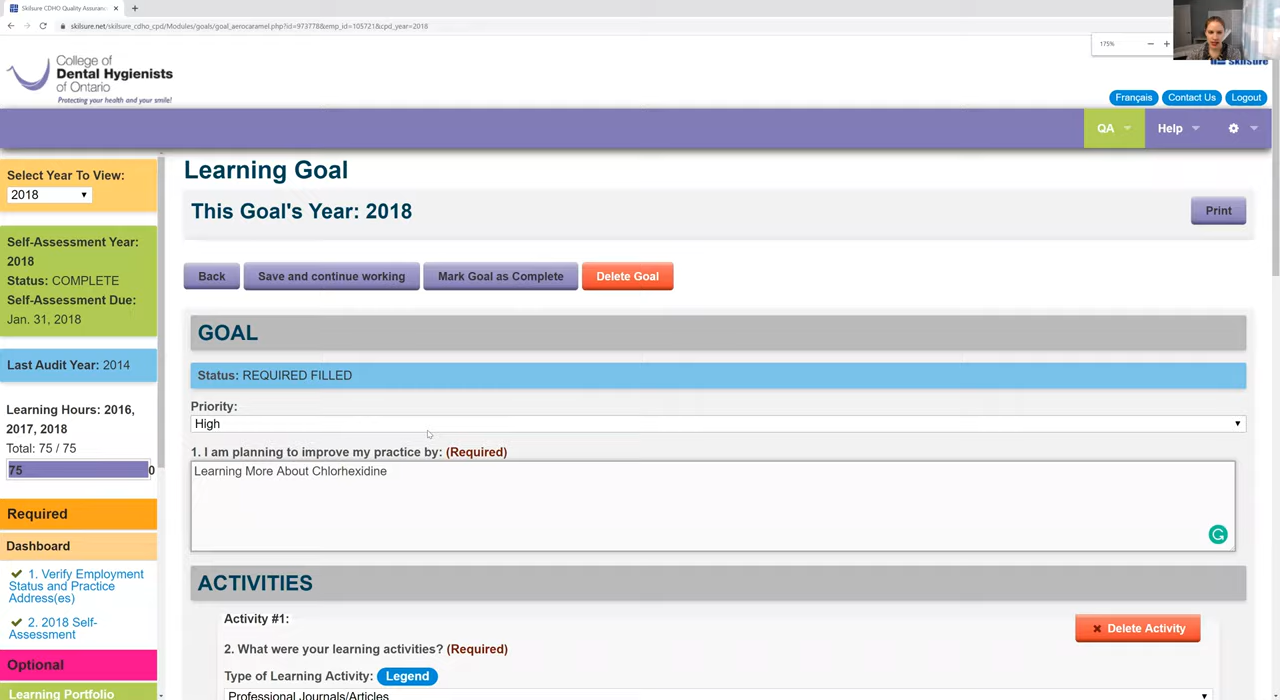 Skilsure CDHO Quality Assuranc
skilsure.net/skilsure_cdho_cpd/Modules/goals/goal_aerocaramel.php?id=973778&emp_id=105721&cpd_year=2018
175%
College of
Dental Hygienists
of Ontario
Protecting your health and your smile!
skilsure
Français
Contact Us
Logout
QA
Help
Select Year To View:
2018
Self-Assessment Year:
2018
Status: COMPLETE
Self-Assessment Due:
Jan. 31, 2018
Last Audit Year: 2014
Learning Hours: 2016,
2017, 2018
Total: 75 / 75
75
0
Required
Dashboard
1. Verify Employment
Status and Practice
Address(es)
2. 2018 Self-
Assessment
Optional
Learning Portfolio
Learning Goal
This Goal's Year: 2018
Print
Back
Save and continue working
Mark Goal as Complete
Delete Goal
GOAL
Status: REQUIRED FILLED
Priority:
High
1. I am planning to improve my practice by: (Required)
Learning More About Chlorhexidine
ACTIVITIES
Activity #1:
Delete Activity
2. What were your learning activities? (Required)
Type of Learning Activity: Legend
Professional Journals/Articles